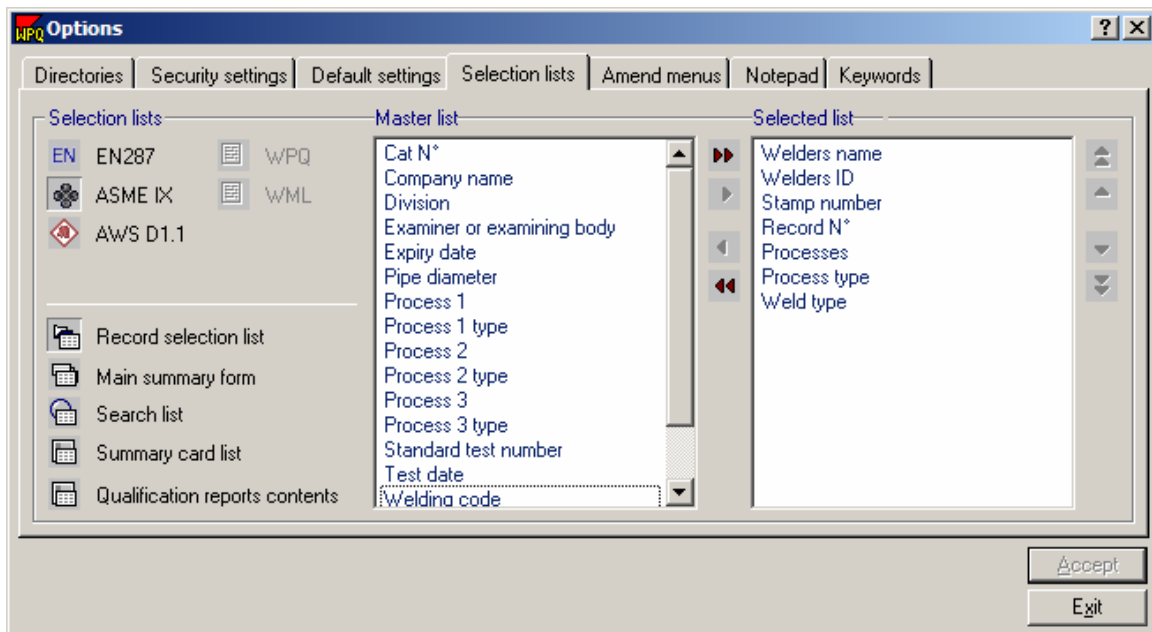 WPQ Options
Directories Security settings Default settings Selection lists Amend menus Notepad Keywords
Selection lists
EN EN287 WPQ
ASME IX WML
AWS D1.1
Record selection list
Main summary form
Search list
Summary card list
Qualification reports contents
Master list
Cat N°
Company name
Division
Examiner or examining body
Expiry date
Pipe diameter
Process 1
Process 1 type
Process 2
Process 2 type
Process 3
Process 3 type
Standard test number
Test date
Welding code
Selected list
Welders name
Welders ID
Stamp number
Record N°
Processes
Process type
Weld type
Accept
Exit